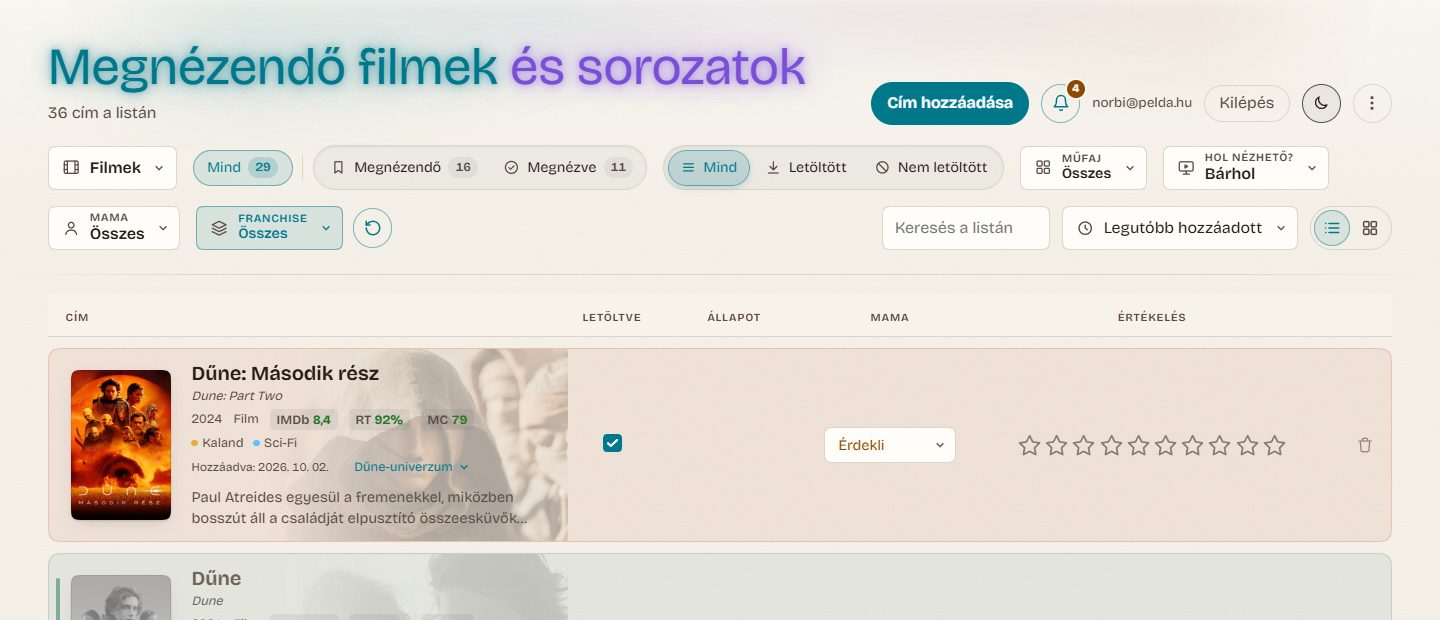 Megnézendő filmek és sorozatok
36 cím a listán
Cím hozzáadása
4
norbi@pelda.hu
Kilépés
Filmek
Mind 29
Megnézendő 16
Megnézve 11
Mind
Letöltött
Nem letöltött
MŰFAJ
Összes
HOL NÉZHETŐ?
Bárhol
MAMA
Összes
FRANCHISE
Összes
Keresés a listán
Legutóbb hozzáadott
CÍM
LETÖLTVE
ÁLLAPOT
MAMA
ÉRTÉKELÉS
DŰNE
MÁSODIK RÉSZ
Dűne: Második rész
Dune: Part Two
2024 Film IMDb 8,4 RT 92% MC 79
Kaland Sci-Fi
Hozzáadva: 2026. 10. 02. Dűne-univerzum
Paul Atreides egyesül a fremenekkel, miközben
bosszút áll a családját elpusztító összeesküvők...
Érdekli
Dűne
Dune